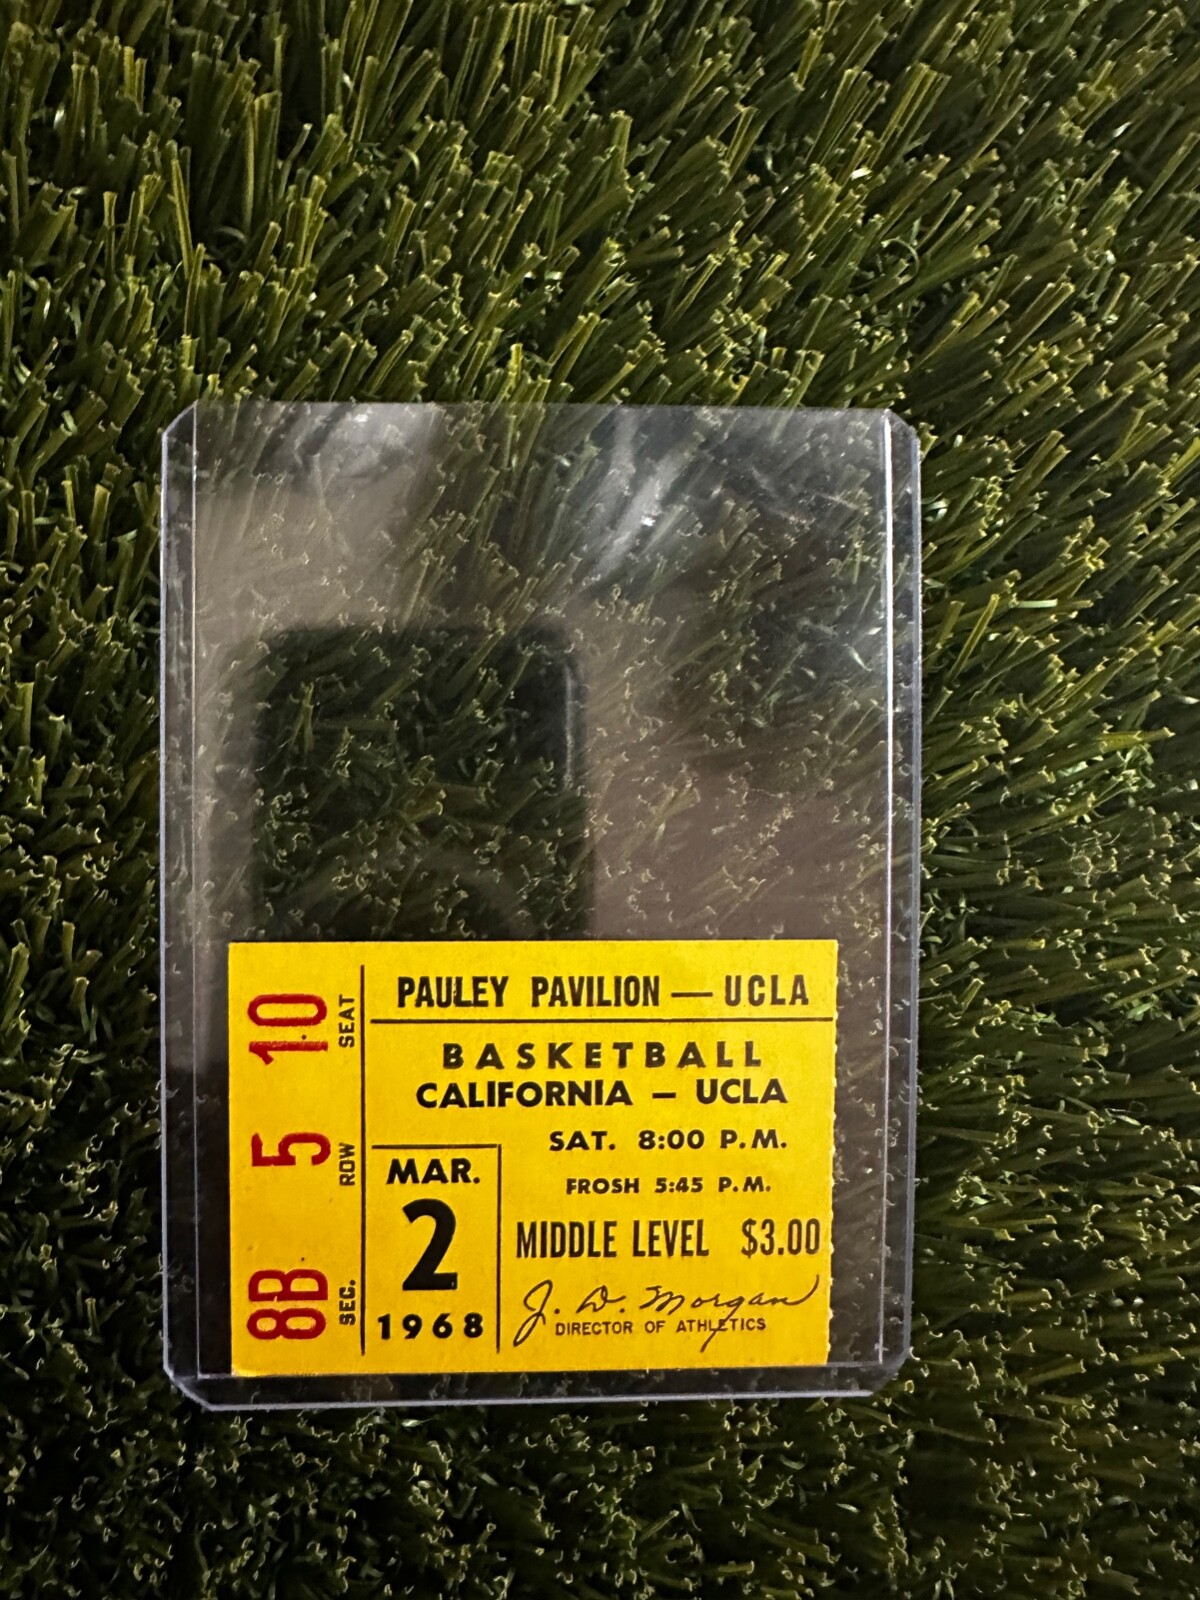 PAULEY PAVILION — UCLA
BASKETBALL
CALIFORNIA — UCLA
SAT. 8:00 P.M.
FROSH 5:45 P.M.
MAR.
2
1968
MIDDLE LEVEL $3.00
J. D. Morgan
DIRECTOR OF ATHLETICS
8B 5 10
SEC. ROW SEAT